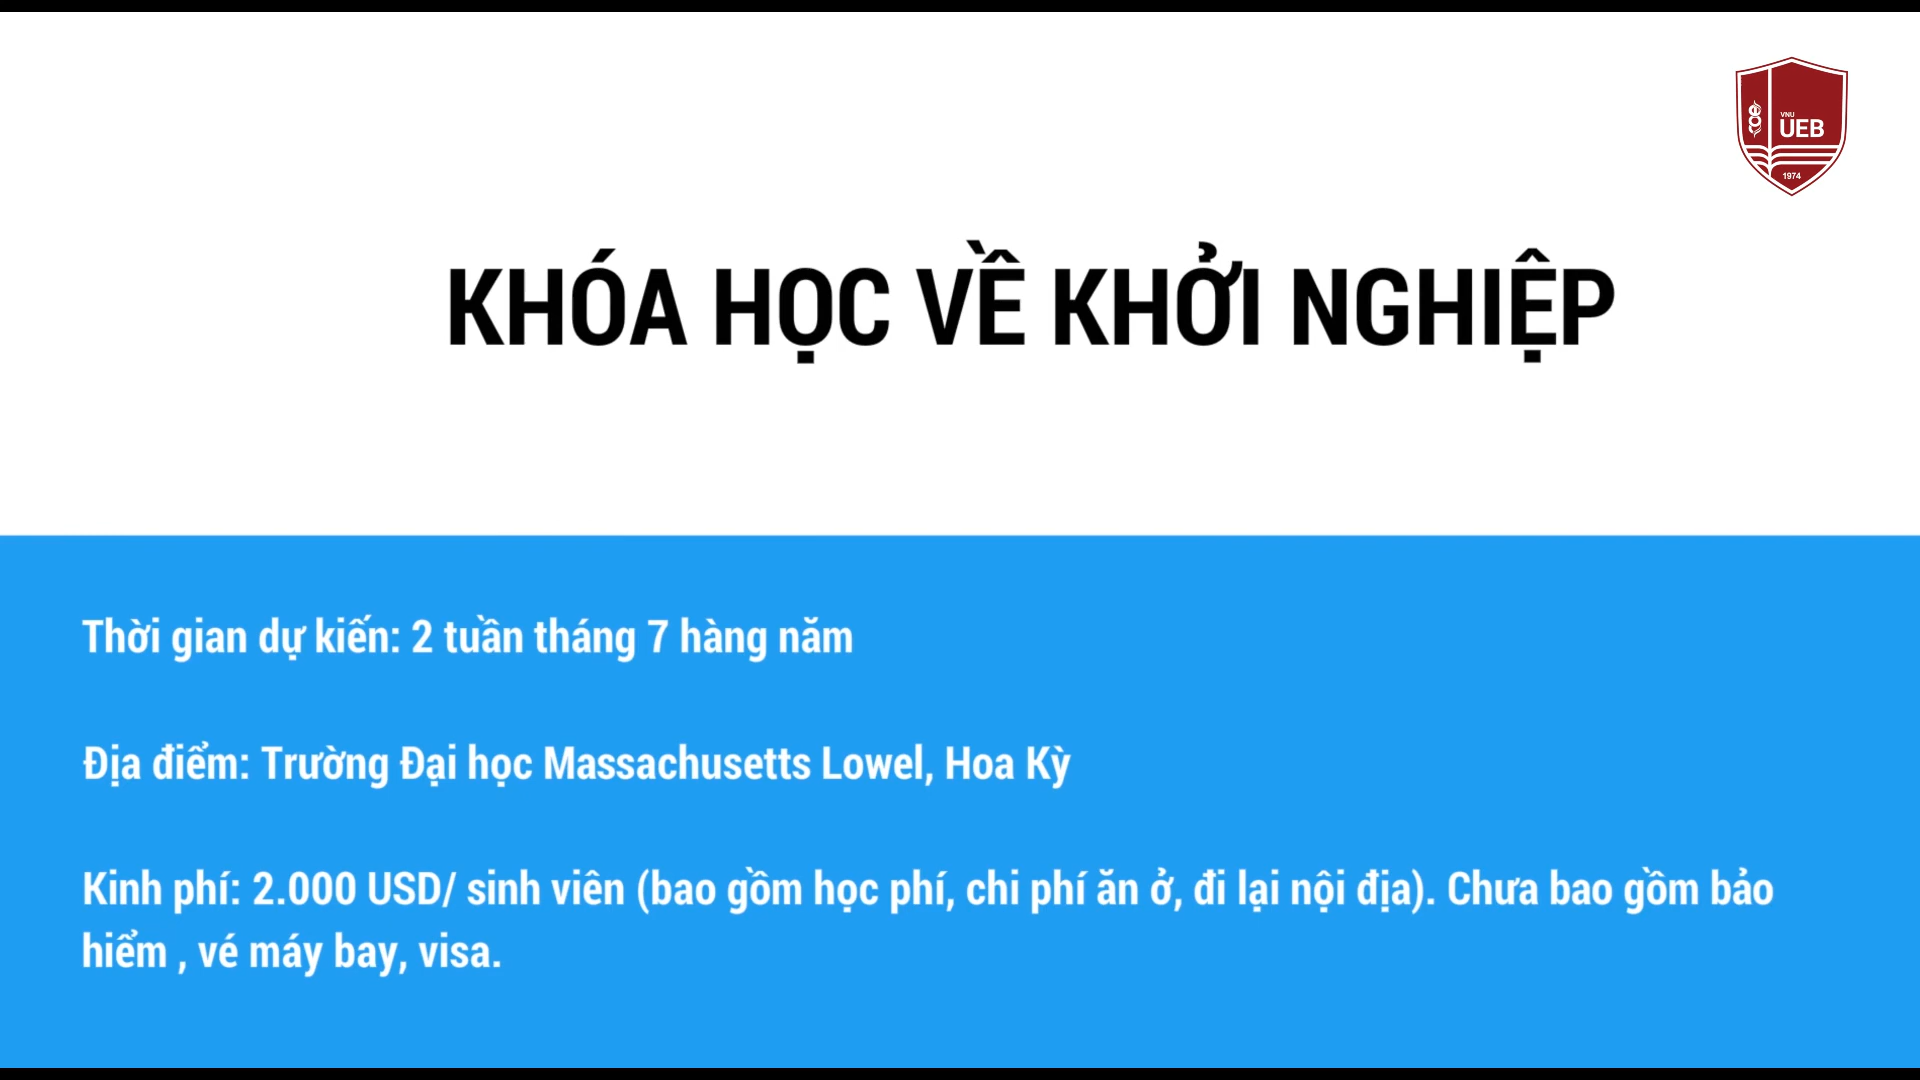 VNU
UEB
1974
KHÓA HỌC VỀ KHỞI NGHIỆP
Thời gian dự kiến: 2 tuần tháng 7 hàng năm
Địa điểm: Trường Đại học Massachusetts Lowel, Hoa Kỳ
Kinh phí: 2.000 USD/ sinh viên (bao gồm học phí, chi phí ăn ở, đi lại nội địa). Chưa bao gồm bảo
hiểm , vé máy bay, visa.